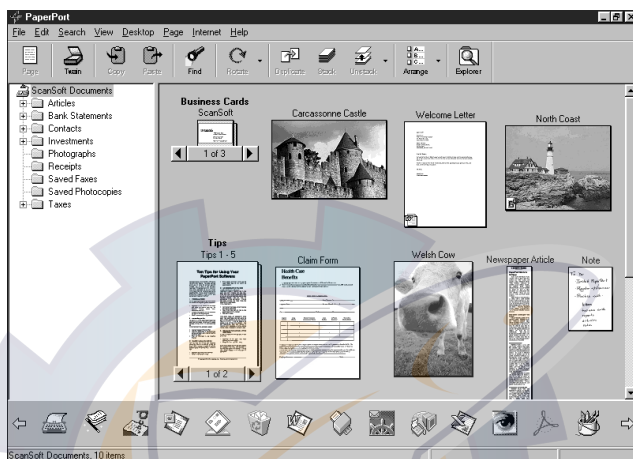 PaperPort
File Edit Search View Desktop Page Internet Help
Page Twain Copy Paste Find Rotate Duplicate Stack Unstack Arrange Explorer
ScanSoft Documents
Articles
Bank Statements
Contacts
Investments
Photographs
Receipts
Saved Faxes
Saved Photocopies
Taxes
Business Cards
ScanSoft
1 of 3
Carcassonne Castle
Welcome Letter
North Coast
Tips
Tips 1 - 5
Ten Tips for Using Your
PaperPort Software
1 of 2
Claim Form
Health Care
Benefits
Welsh Cow
Newspaper Article
Note
ScanSoft Documents, 10 items